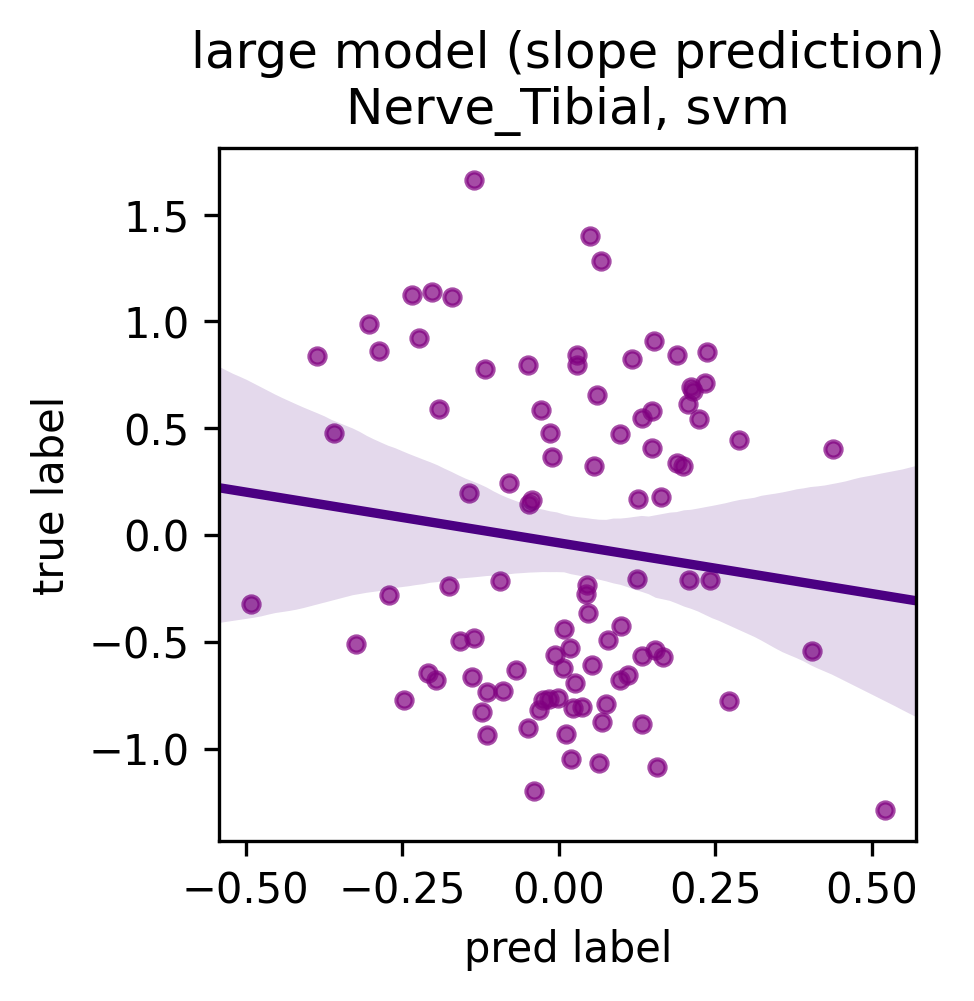 large model (slope prediction)
Nerve_Tibial, svm
1.5
1.0
0.5
0.0
−0.5
−1.0
true label
−0.50
−0.25
0.00
0.25
0.50
pred label